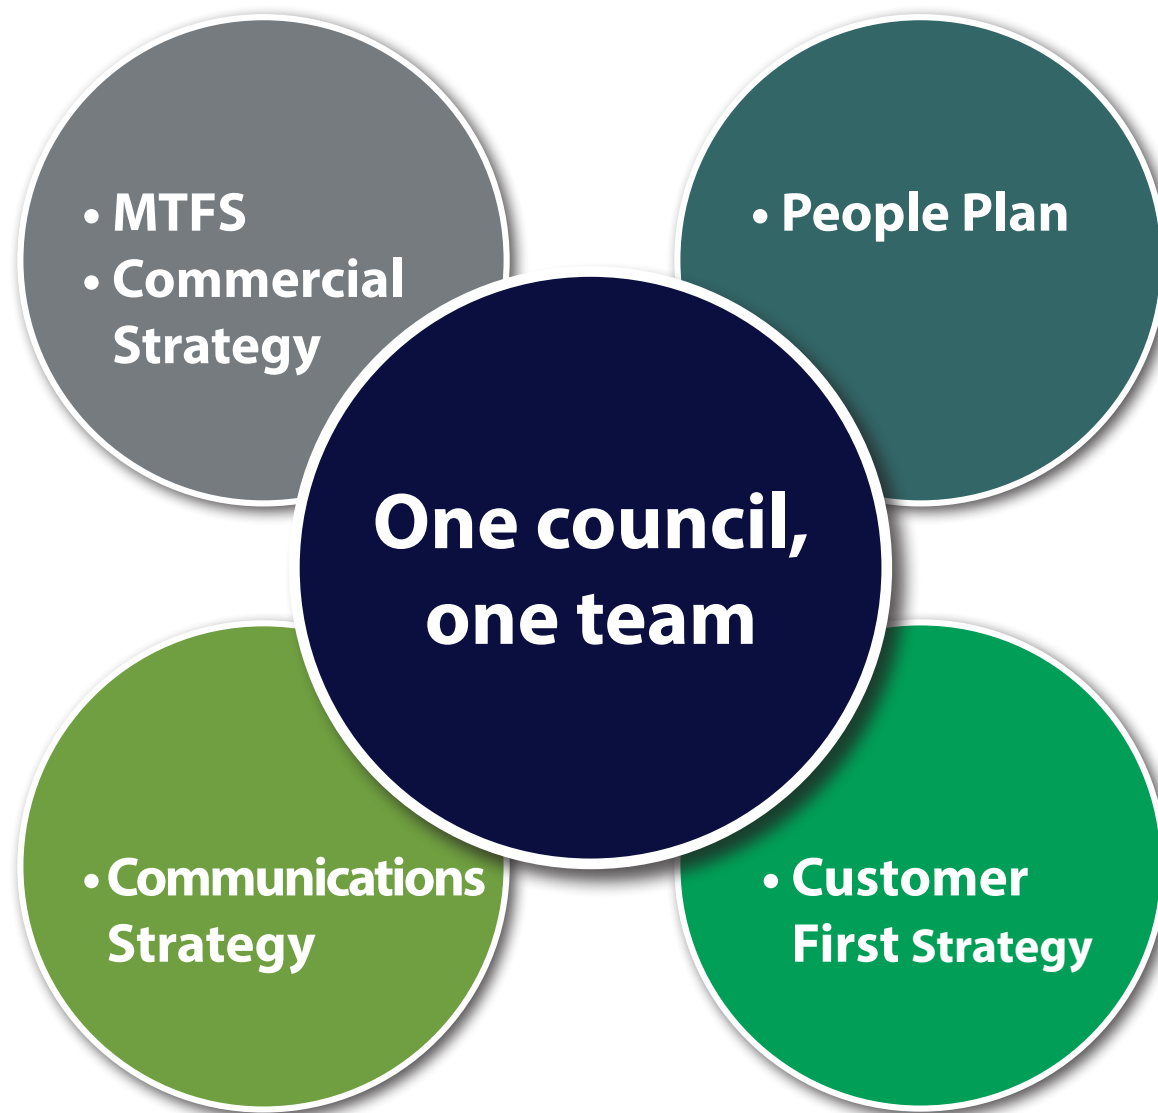 • MTFS
• Commercial
Strategy
• People Plan
One council,
one team
• Communications
Strategy
• Customer
First Strategy